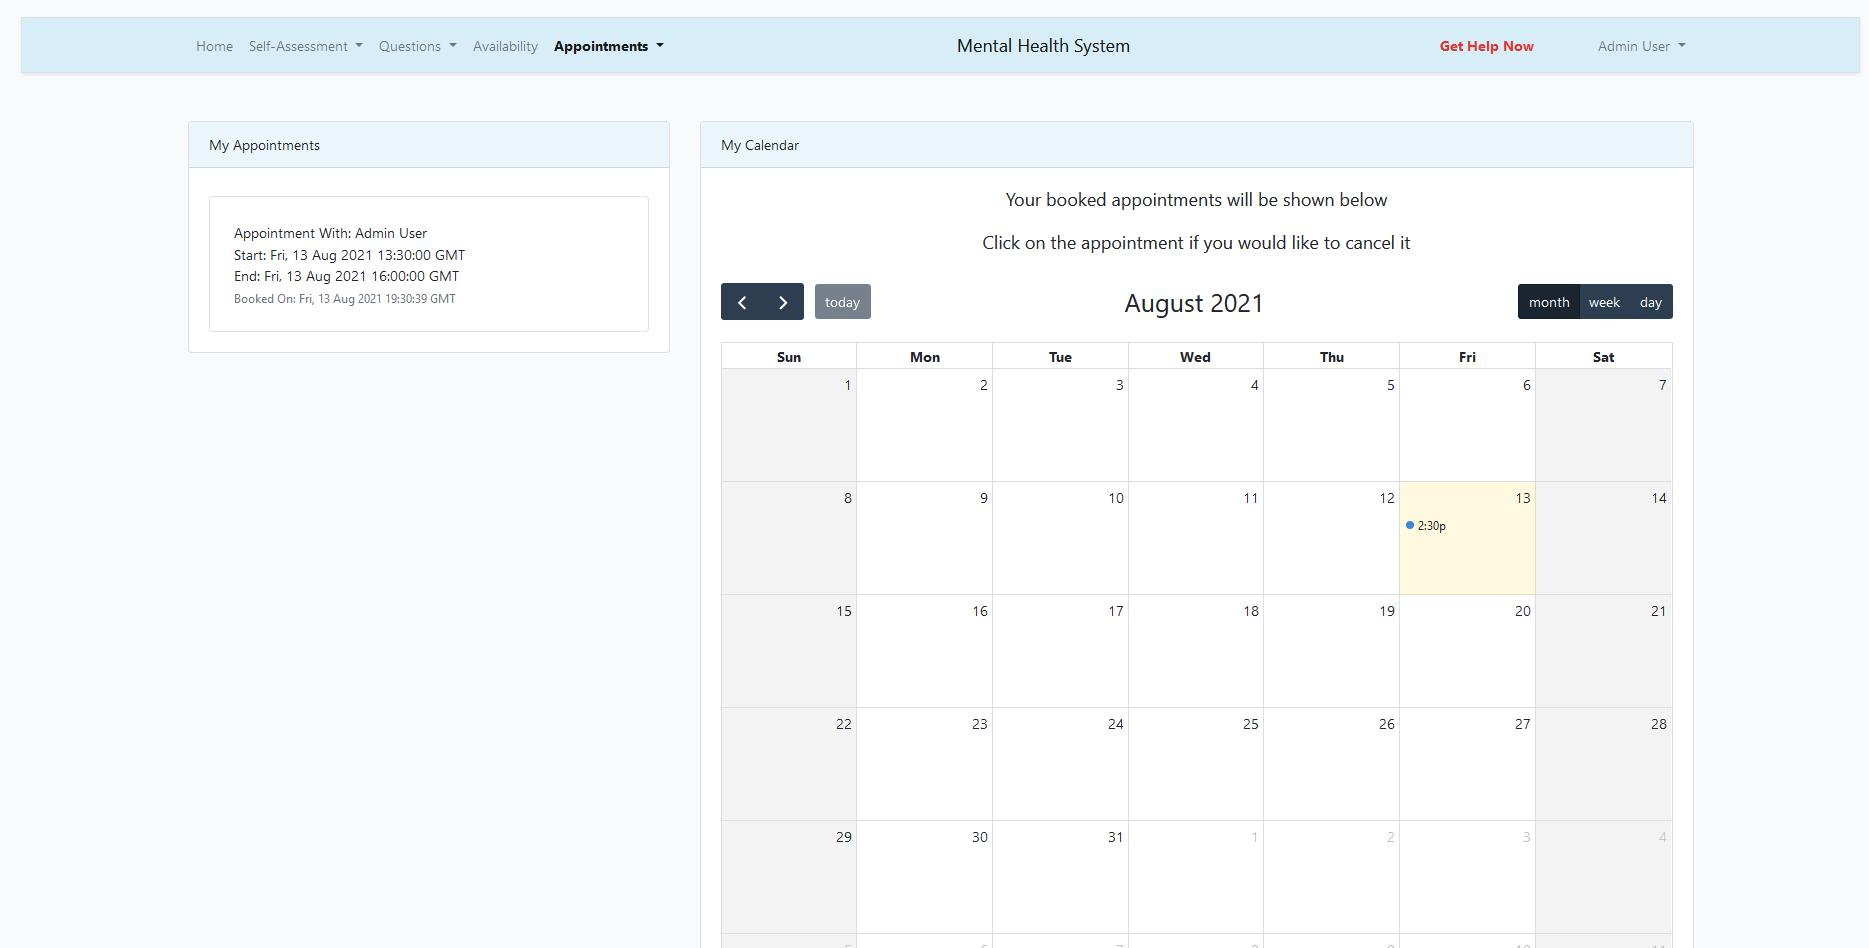 Home Self-Assessment Questions Availability Appointments Mental Health System Get Help Now Admin User
My Appointments
Appointment With: Admin User
Start: Fri, 13 Aug 2021 13:30:00 GMT
End: Fri, 13 Aug 2021 16:00:00 GMT
Booked On: Fri, 13 Aug 2021 19:30:39 GMT
My Calendar
Your booked appointments will be shown below
Click on the appointment if you would like to cancel it
today August 2021 month week day
Sun Mon Tue Wed Thu Fri Sat
1 2 3 4 5 6 7
8 9 10 11 12 13 14
2:30p
15 16 17 18 19 20 21
22 23 24 25 26 27 28
29 30 31 1 2 3 4